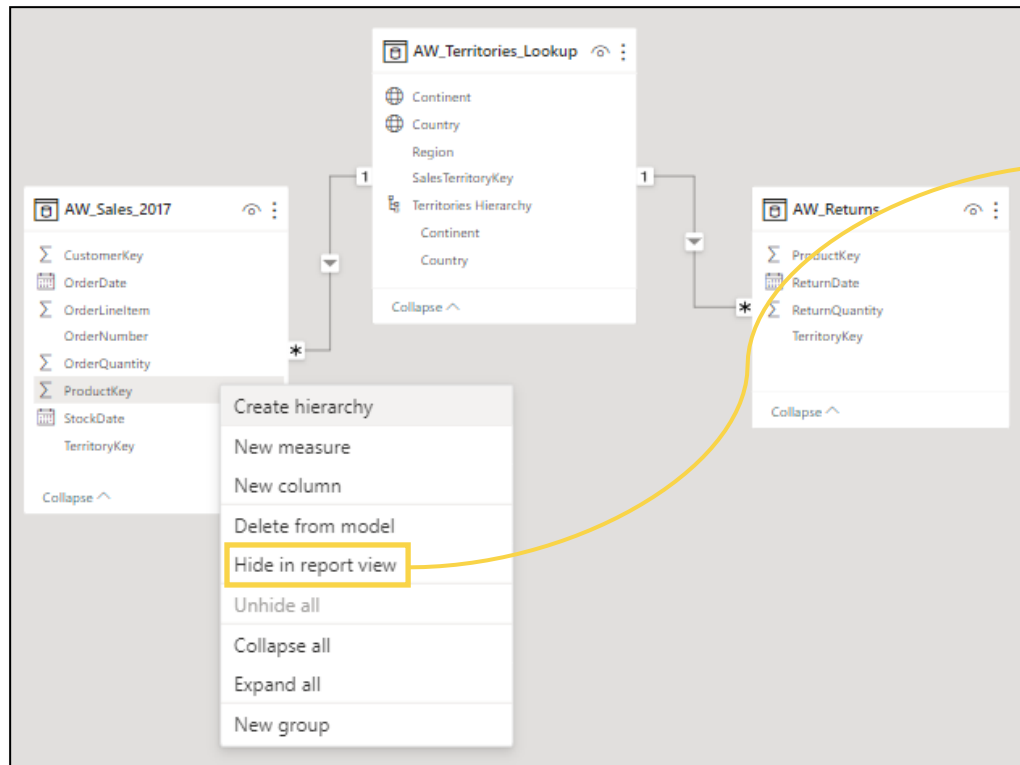 AW_Territories_Lookup
Continent
Country
Region
SalesTerritoryKey
Territories Hierarchy
Continent
Country
Collapse
1
1
AW_Sales_2017
CustomerKey
OrderDate
OrderLineItem
OrderNumber
OrderQuantity
ProductKey
StockDate
TerritoryKey
Collapse
*
Create hierarchy
New measure
New column
Delete from model
Hide in report view
Unhide all
Collapse all
Expand all
New group
*
AW_Returns
ProductKey
ReturnDate
ReturnQuantity
TerritoryKey
Collapse